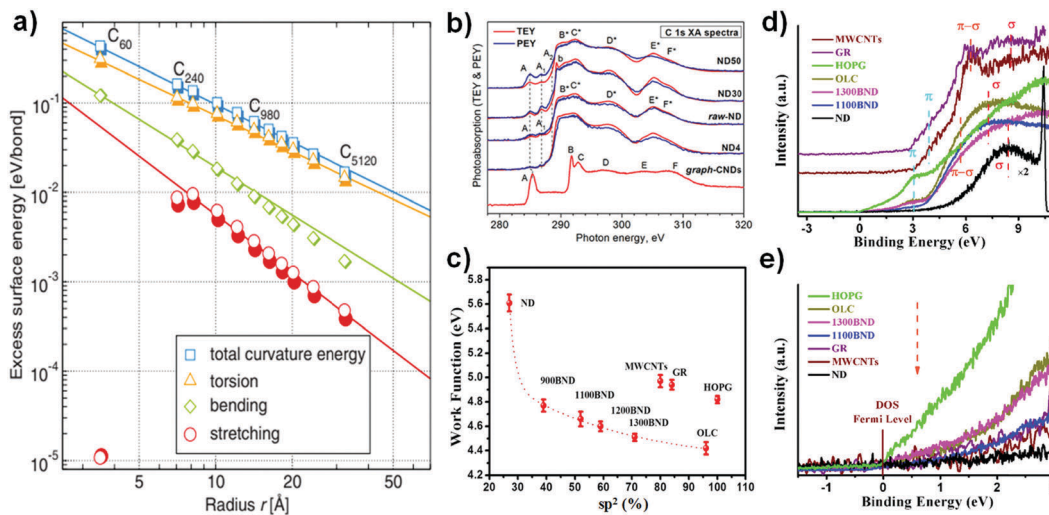 a)
Excess surface energy [eV/bond]
10⁻¹
10⁻²
10⁻³
10⁻⁴
10⁻⁵
C₆₀
C₂₄₀
C₉₈₀
C₅₁₂₀
total curvature energy
torsion
bending
stretching
5
10
20
50
Radius r [Å]
b)
Photoabsorption (TEY & PEY)
TEY
PEY
C 1s XA spectra
B* C*
D*
E*
F*
A
A₁
A₂
b
ND50
B* C*
D*
E*
F*
A
ND30
raw-ND
B* C*
D*
E*
F*
A
A₁
ND4
graph-CNDs
A
B
C
D
E
F
280
290
300
310
320
Photon energy, eV
c)
Work Function (eV)
5.8
5.6
5.4
5.2
5.0
4.8
4.6
4.4
4.2
ND
900BND
1100BND
1200BND
1300BND
MWCNTs
GR
HOPG
OLC
20
30
40
50
60
70
80
90
100
sp² (%)
d)
Intensity (a.u.)
MWCNTs
GR
HOPG
OLC
1300BND
1100BND
ND
π−σ
σ
π
σ
π
π−σ
σ
×2
-3
0
3
6
9
Binding Energy (eV)
e)
Intensity (a.u.)
HOPG
OLC
1300BND
1100BND
GR
MWCNTs
ND
DOS
Fermi Level
-1
0
1
2
Binding Energy (eV)